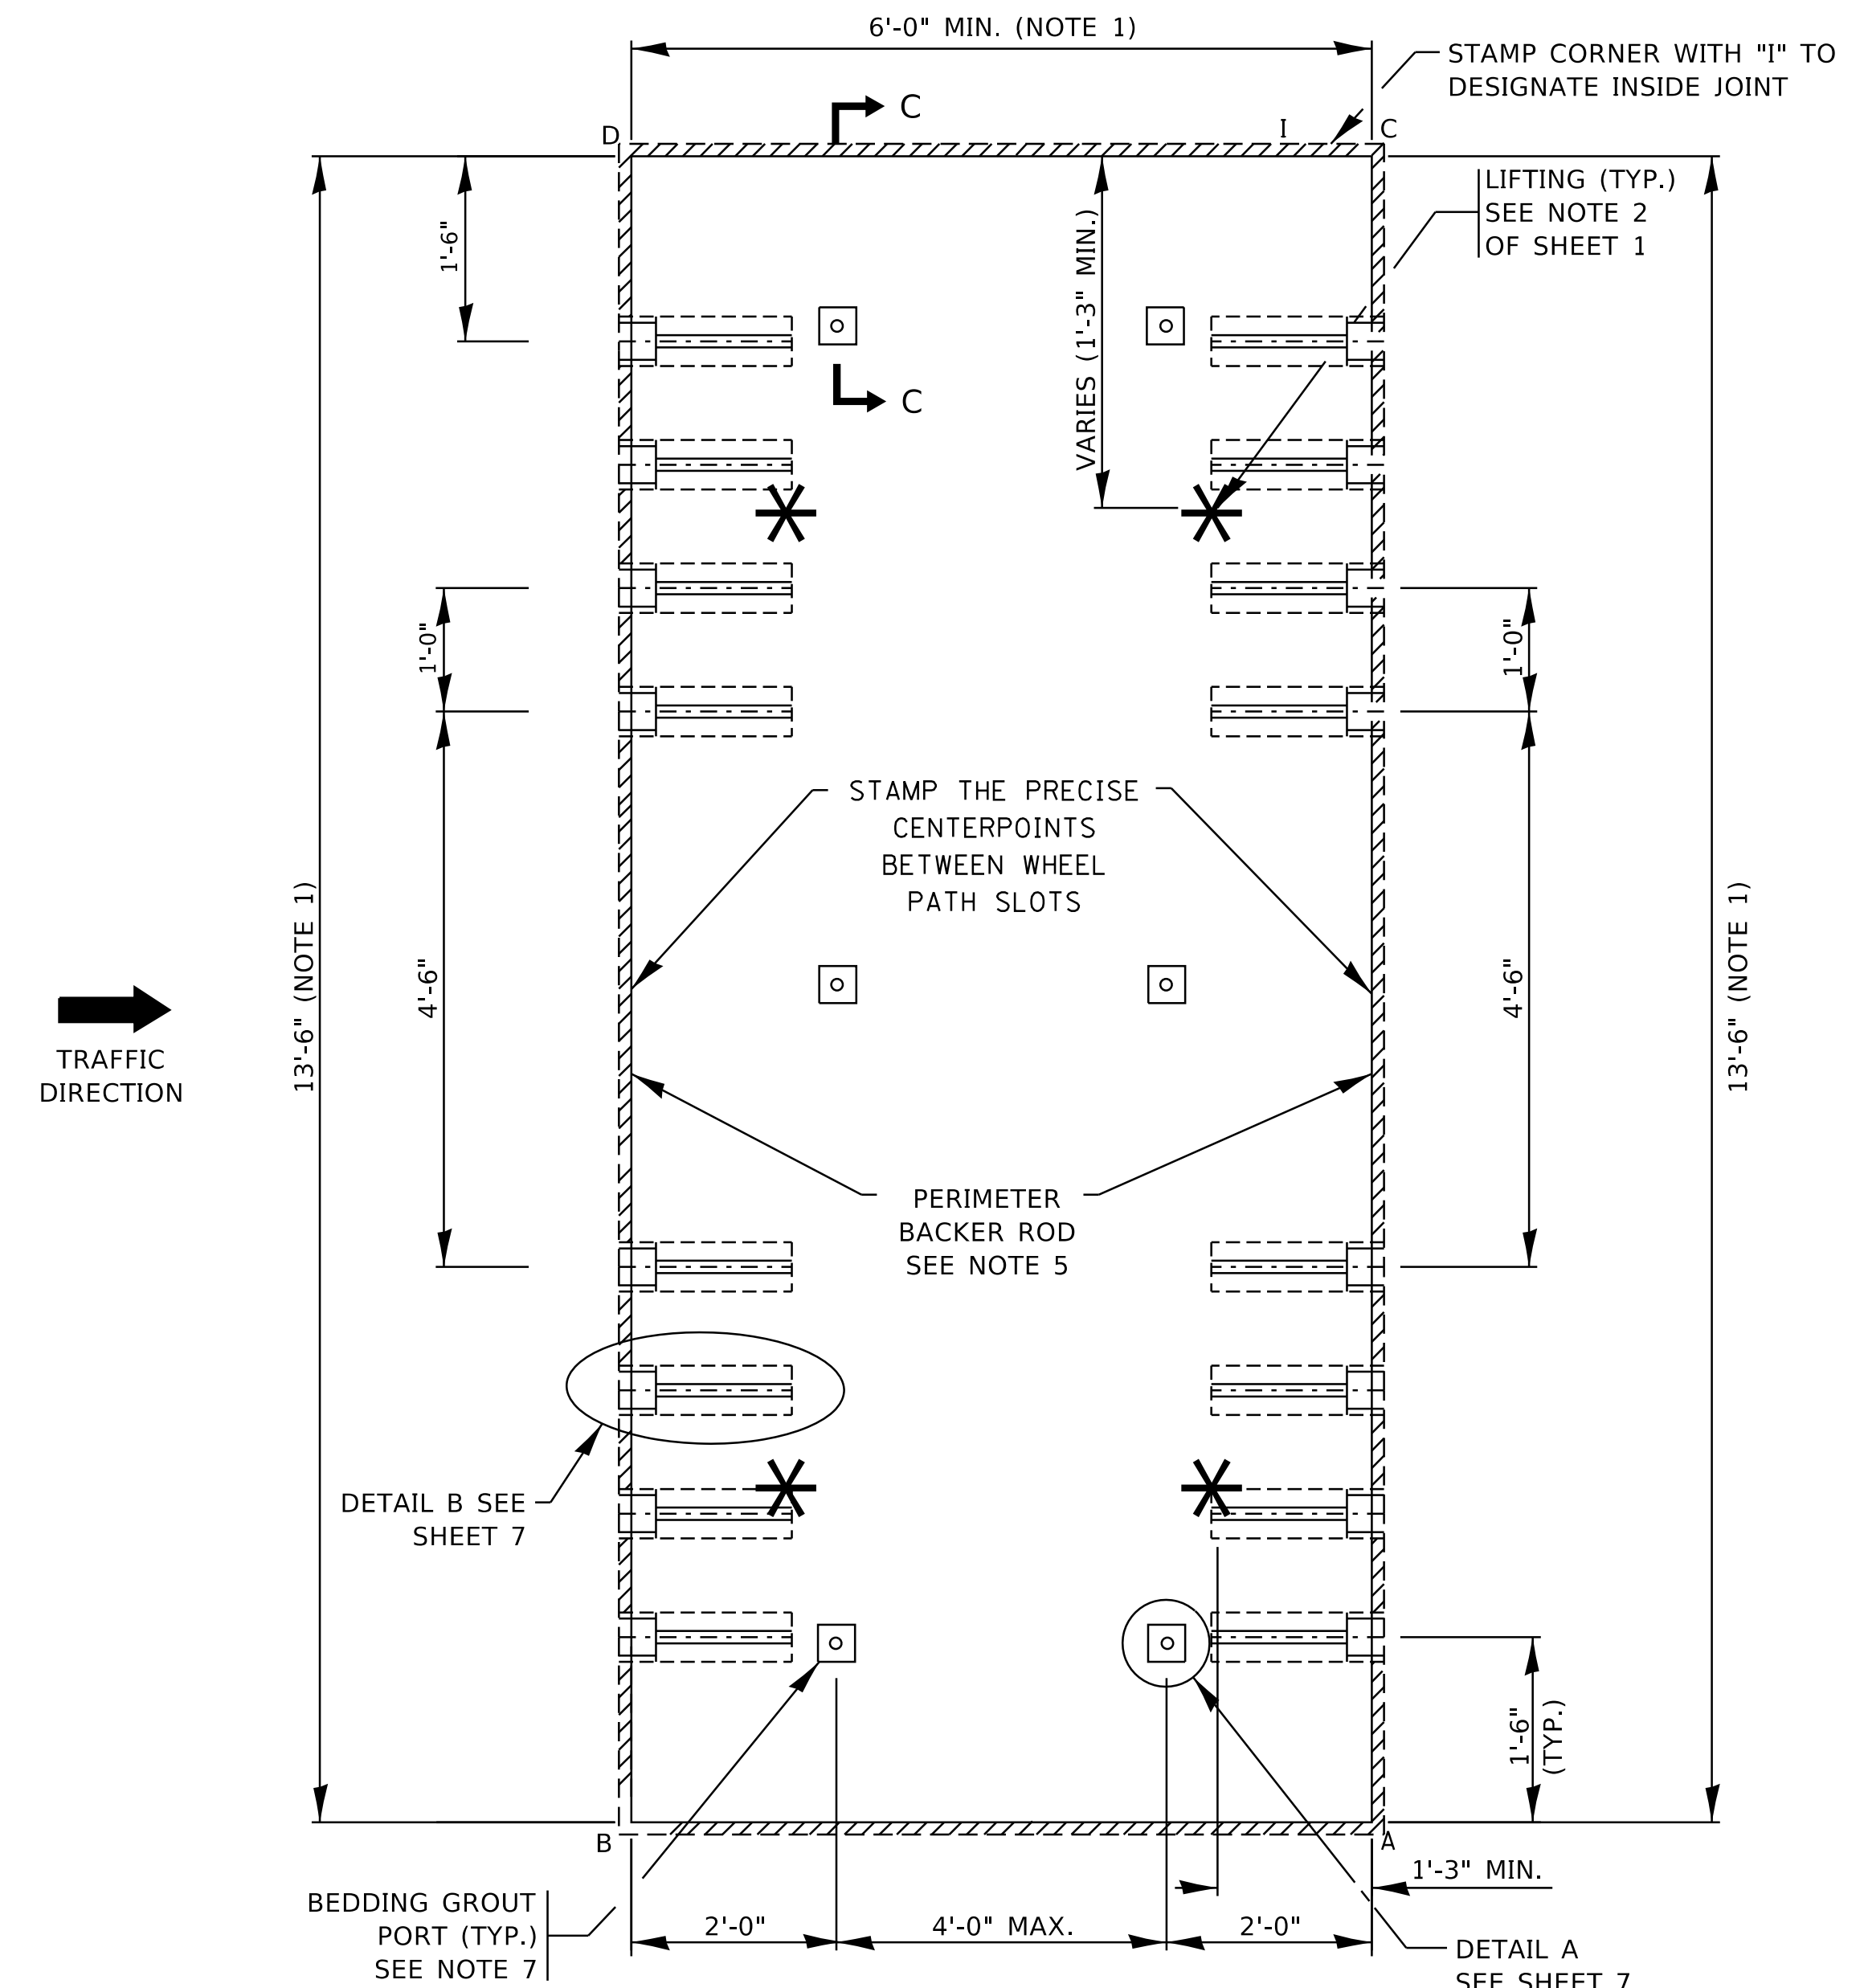 6'-0" MIN. (NOTE 1)
STAMP CORNER WITH "I" TO
DESIGNATE INSIDE JOINT
C
D
I
C
LIFTING (TYP.)
SEE NOTE 2
OF SHEET 1
1'-6"
VARIES (1'-3" MIN.)
C
1'-0"
1'-0"
STAMP THE PRECISE
CENTERPOINTS
BETWEEN WHEEL
PATH SLOTS
13'-6" (NOTE 1)
4'-6"
4'-6"
13'-6" (NOTE 1)
TRAFFIC
DIRECTION
PERIMETER
BACKER ROD
SEE NOTE 5
DETAIL B SEE
SHEET 7
1'-6"
(TYP.)
B
A
1'-3" MIN.
BEDDING GROUT
PORT (TYP.)
SEE NOTE 7
2'-0"
4'-0" MAX.
2'-0"
DETAIL A
SEE SHEET 7